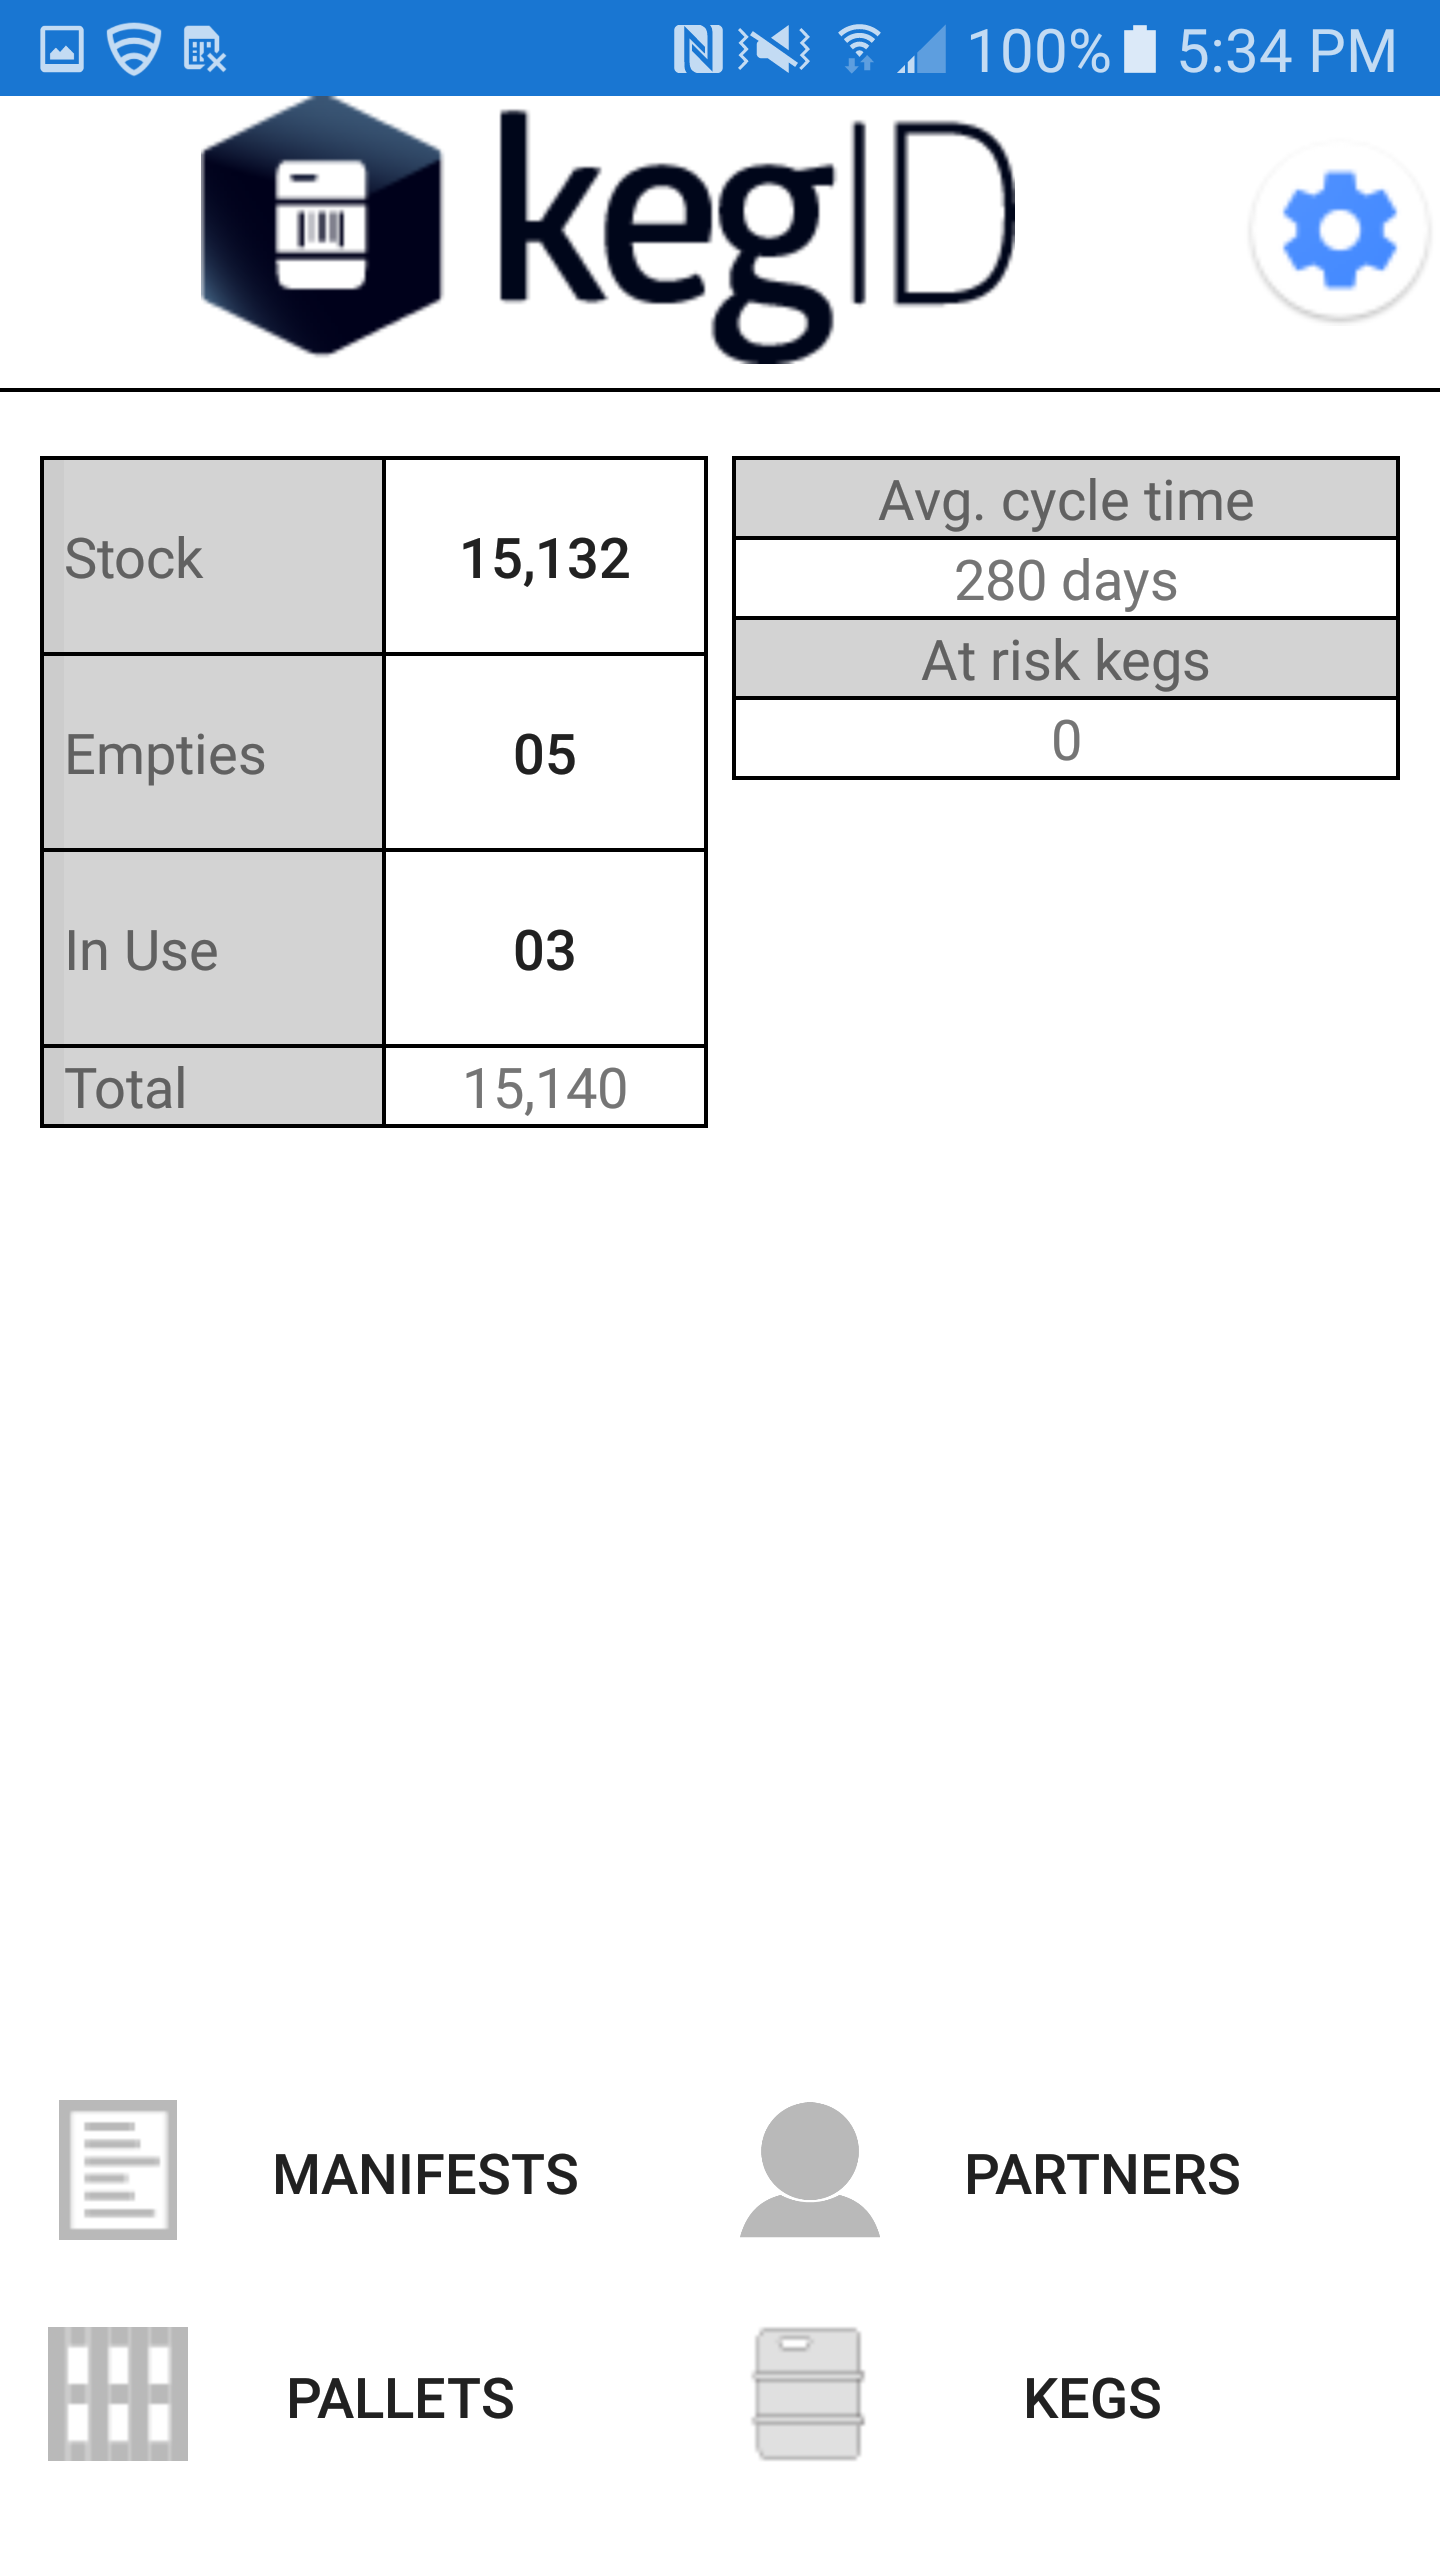 100% 5:34 PM
kegID
Stock 15,132
Empties 05
In Use 03
Total 15,140
Avg. cycle time
280 days
At risk kegs
0
MANIFESTS PARTNERS
PALLETS KEGS